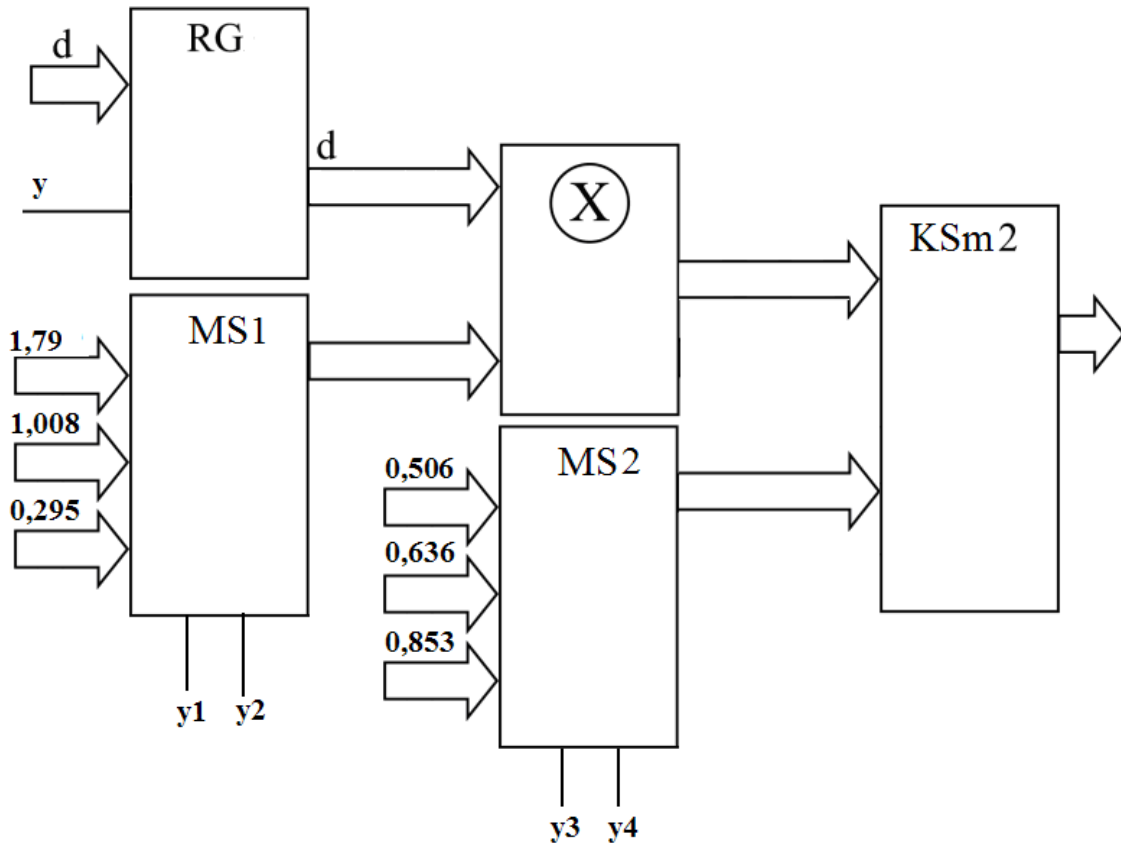 RG
d
d
y
X
KSm2
MS1
1,79
1,008
0,295
MS2
0,506
0,636
0,853
y1 y2
y3 y4